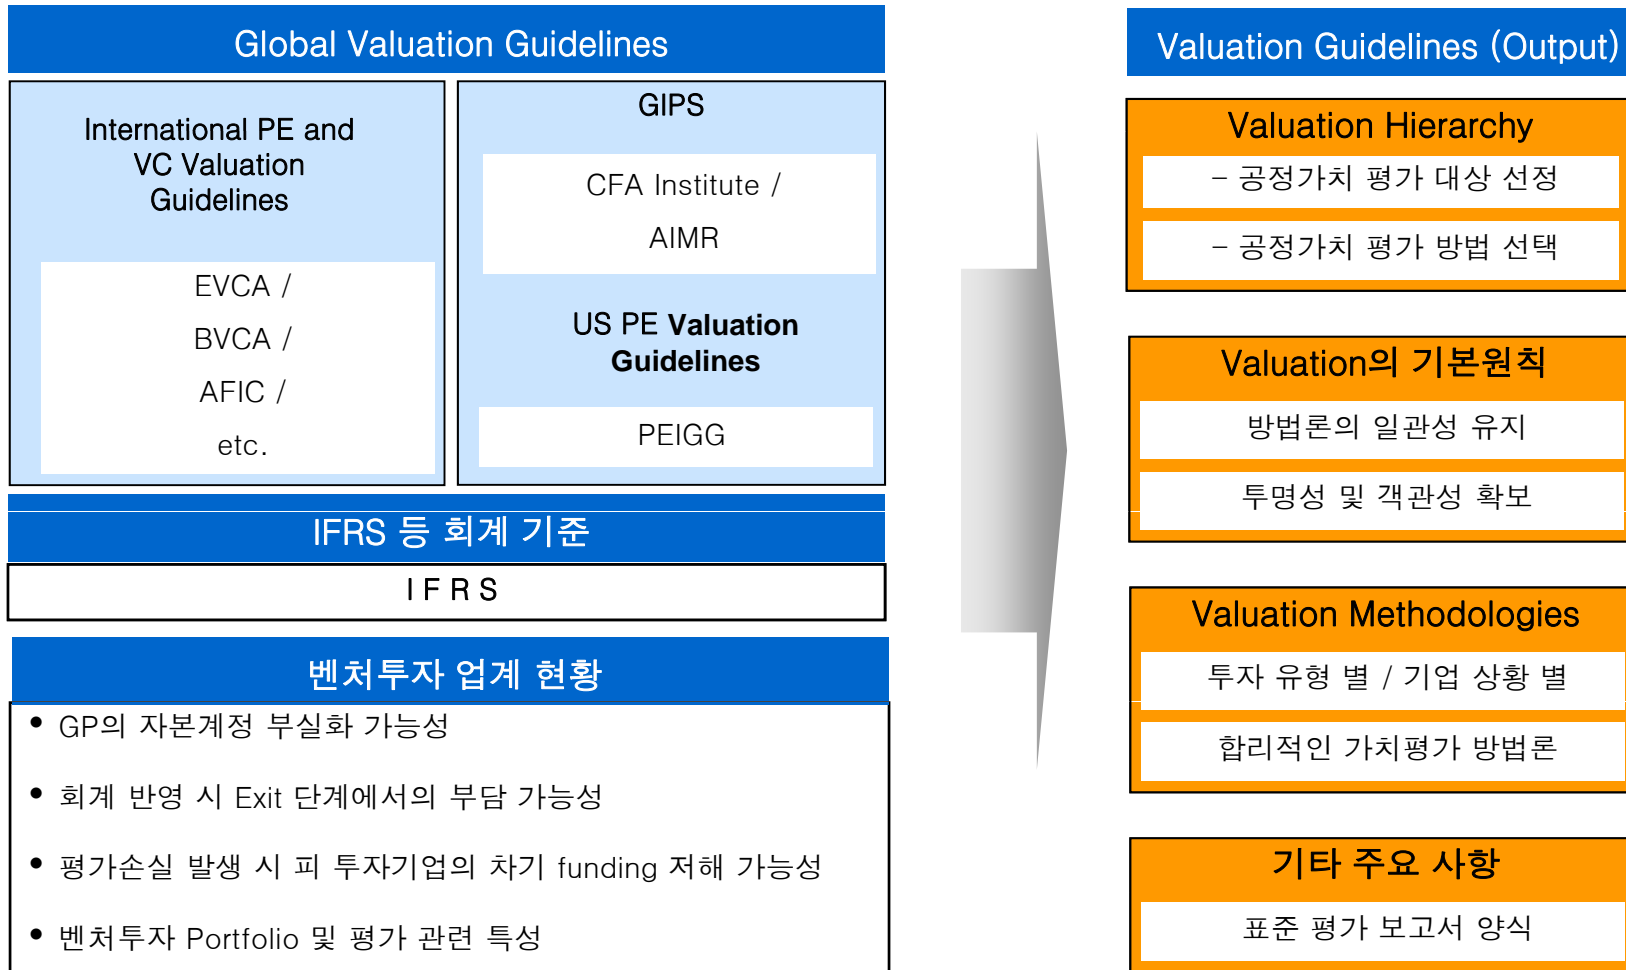 Global Valuation Guidelines
International PE and
VC Valuation
Guidelines
EVCA /
BVCA /
AFIC /
etc.
GIPS
CFA Institute /
AIMR
US PE Valuation
Guidelines
PEIGG
IFRS 등 회계 기준
I F R S
벤처투자 업계 현황
• GP의 자본계정 부실화 가능성
• 회계 반영 시 Exit 단계에서의 부담 가능성
• 평가손실 발생 시 피 투자기업의 차기 funding 저해 가능성
• 벤처투자 Portfolio 및 평가 관련 특성
Valuation Guidelines (Output)
Valuation Hierarchy
- 공정가치 평가 대상 선정
- 공정가치 평가 방법 선택
Valuation의 기본원칙
방법론의 일관성 유지
투명성 및 객관성 확보
Valuation Methodologies
투자 유형 별 / 기업 상황 별
합리적인 가치평가 방법론
기타 주요 사항
표준 평가 보고서 양식